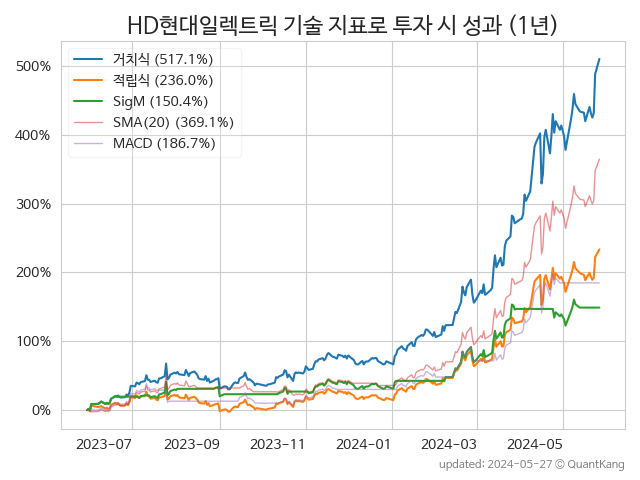 HD현대일렉트릭 기술 지표로 투자 시 성과 (1년)
거치식 (517.1%)
적립식 (236.0%)
SigM (150.4%)
SMA(20) (369.1%)
MACD (186.7%)
500%
400%
300%
200%
100%
0%
2023-07 2023-09 2023-11 2024-01 2024-03 2024-05
updated: 2024-05-27 © QuantKang